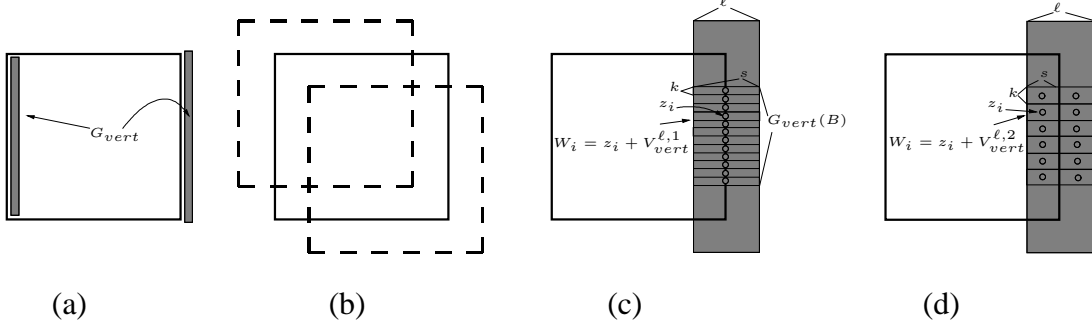 G_vert
(a)
(b)
ℓ
s
k
z_i
G_vert(B)
W_i = z_i + V_vert^{ℓ,1}
(c)
ℓ
s
k
z_i
W_i = z_i + V_vert^{ℓ,2}
(d)